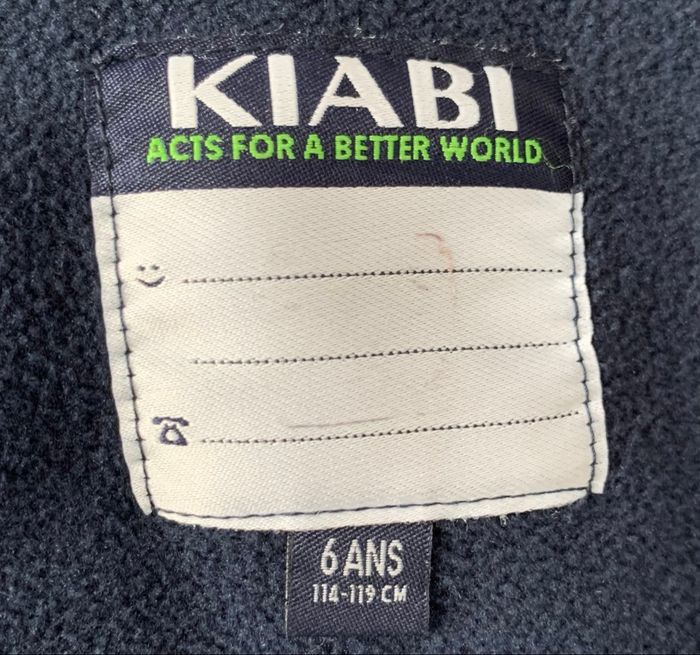 KIABI
ACTS FOR A BETTER WORLD
6 ANS
114-119 CM